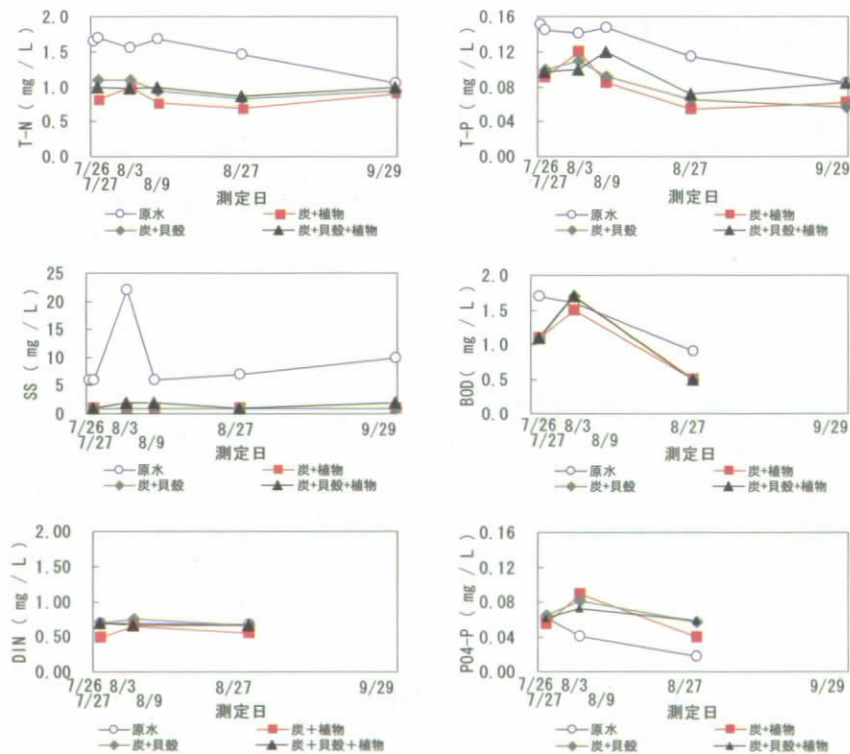 T-N ( mg / L )
2.0
1.5
1.0
0.5
0.0
7/26 8/3 8/27 9/29
7/27 8/9
測定日
原水 炭+植物
炭+貝殻 炭+貝殻+植物
T-P ( mg / L )
0.16
0.12
0.08
0.04
0.00
7/26 8/3 8/27 9/29
7/27 8/9
測定日
原水 炭+植物
炭+貝殻 炭+貝殻+植物
SS ( mg / L )
25
20
15
10
5
0
7/26 8/3 8/27 9/29
7/27 8/9
測定日
原水 炭+植物
炭+貝殻 炭+貝殻+植物
BOD( mg / L )
2.0
1.5
1.0
0.5
0.0
7/26 8/3 8/27 9/29
7/27 8/9
測定日
原水 炭+植物
炭+貝殻 炭+貝殻+植物
DIN ( mg / L )
2.00
1.50
1.00
0.50
0.00
7/26 8/3 8/27 9/29
7/27 8/9
測定日
原水 炭+植物
炭+貝殻 炭+貝殻+植物
PO4-P ( mg / L )
0.16
0.12
0.08
0.04
0.00
7/26 8/3 8/27 9/29
7/27 8/9
測定日
原水 炭+植物
炭+貝殻 炭+貝殻+植物